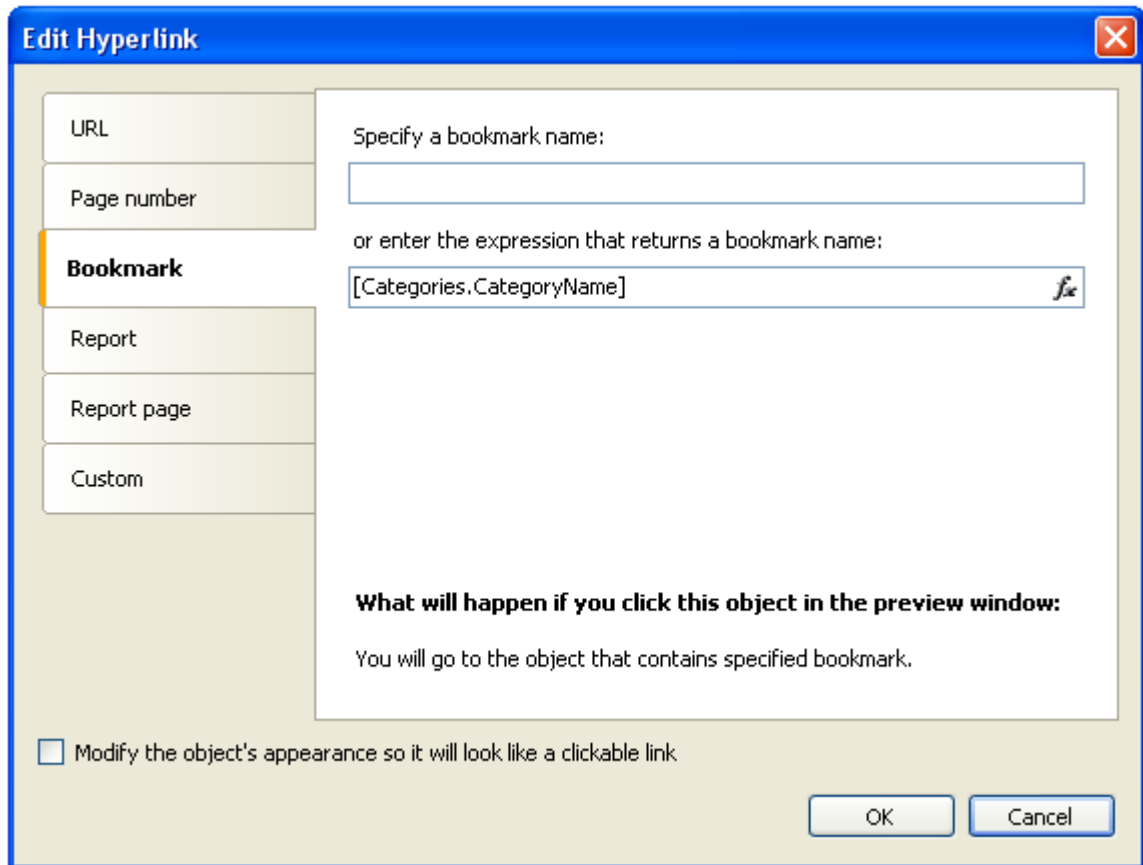 Edit Hyperlink
URL
Page number
Bookmark
Report
Report page
Custom
Specify a bookmark name:
or enter the expression that returns a bookmark name:
[Categories.CategoryName]
fx
What will happen if you click this object in the preview window:
You will go to the object that contains specified bookmark.
Modify the object's appearance so it will look like a clickable link
OK
Cancel